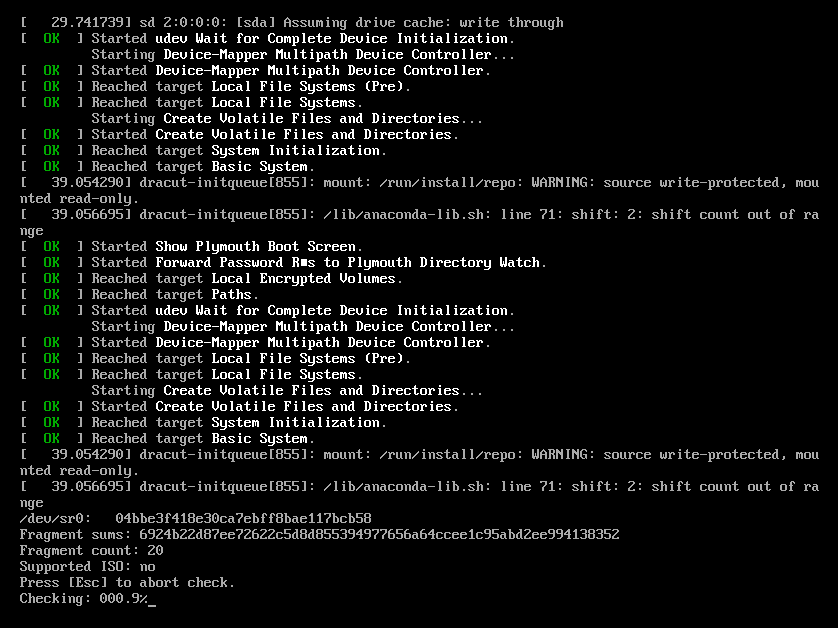 [   29.741739] sd 2:0:0:0: [sda] Assuming drive cache: write through
[  OK  ] Started udev Wait for Complete Device Initialization.
         Starting Device-Mapper Multipath Device Controller...
[  OK  ] Started Device-Mapper Multipath Device Controller.
[  OK  ] Reached target Local File Systems (Pre).
[  OK  ] Reached target Local File Systems.
         Starting Create Volatile Files and Directories...
[  OK  ] Started Create Volatile Files and Directories.
[  OK  ] Reached target System Initialization.
[  OK  ] Reached target Basic System.
[   39.054290] dracut-initqueue[855]: mount: /run/install/repo: WARNING: source write-protected, mou
nted read-only.
[   39.056695] dracut-initqueue[855]: /lib/anaconda-lib.sh: line 71: shift: 2: shift count out of ra
nge
[  OK  ] Started Show Plymouth Boot Screen.
[  OK  ] Started Forward Password R■s to Plymouth Directory Watch.
[  OK  ] Reached target Local Encrypted Volumes.
[  OK  ] Reached target Paths.
[  OK  ] Started udev Wait for Complete Device Initialization.
         Starting Device-Mapper Multipath Device Controller...
[  OK  ] Started Device-Mapper Multipath Device Controller.
[  OK  ] Reached target Local File Systems (Pre).
[  OK  ] Reached target Local File Systems.
         Starting Create Volatile Files and Directories...
[  OK  ] Started Create Volatile Files and Directories.
[  OK  ] Reached target System Initialization.
[  OK  ] Reached target Basic System.
[   39.054290] dracut-initqueue[855]: mount: /run/install/repo: WARNING: source write-protected, mou
nted read-only.
[   39.056695] dracut-initqueue[855]: /lib/anaconda-lib.sh: line 71: shift: 2: shift count out of ra
nge
/dev/sr0:   04bbe3f418e30ca7ebff8bae117bcb58
Fragment sums: 6924b22d87ee72622c5d8d855394977656a64ccee1c95abd2ee994138352
Fragment count: 20
Supported ISO: no
Press [Esc] to abort check.
Checking: 000.9%_